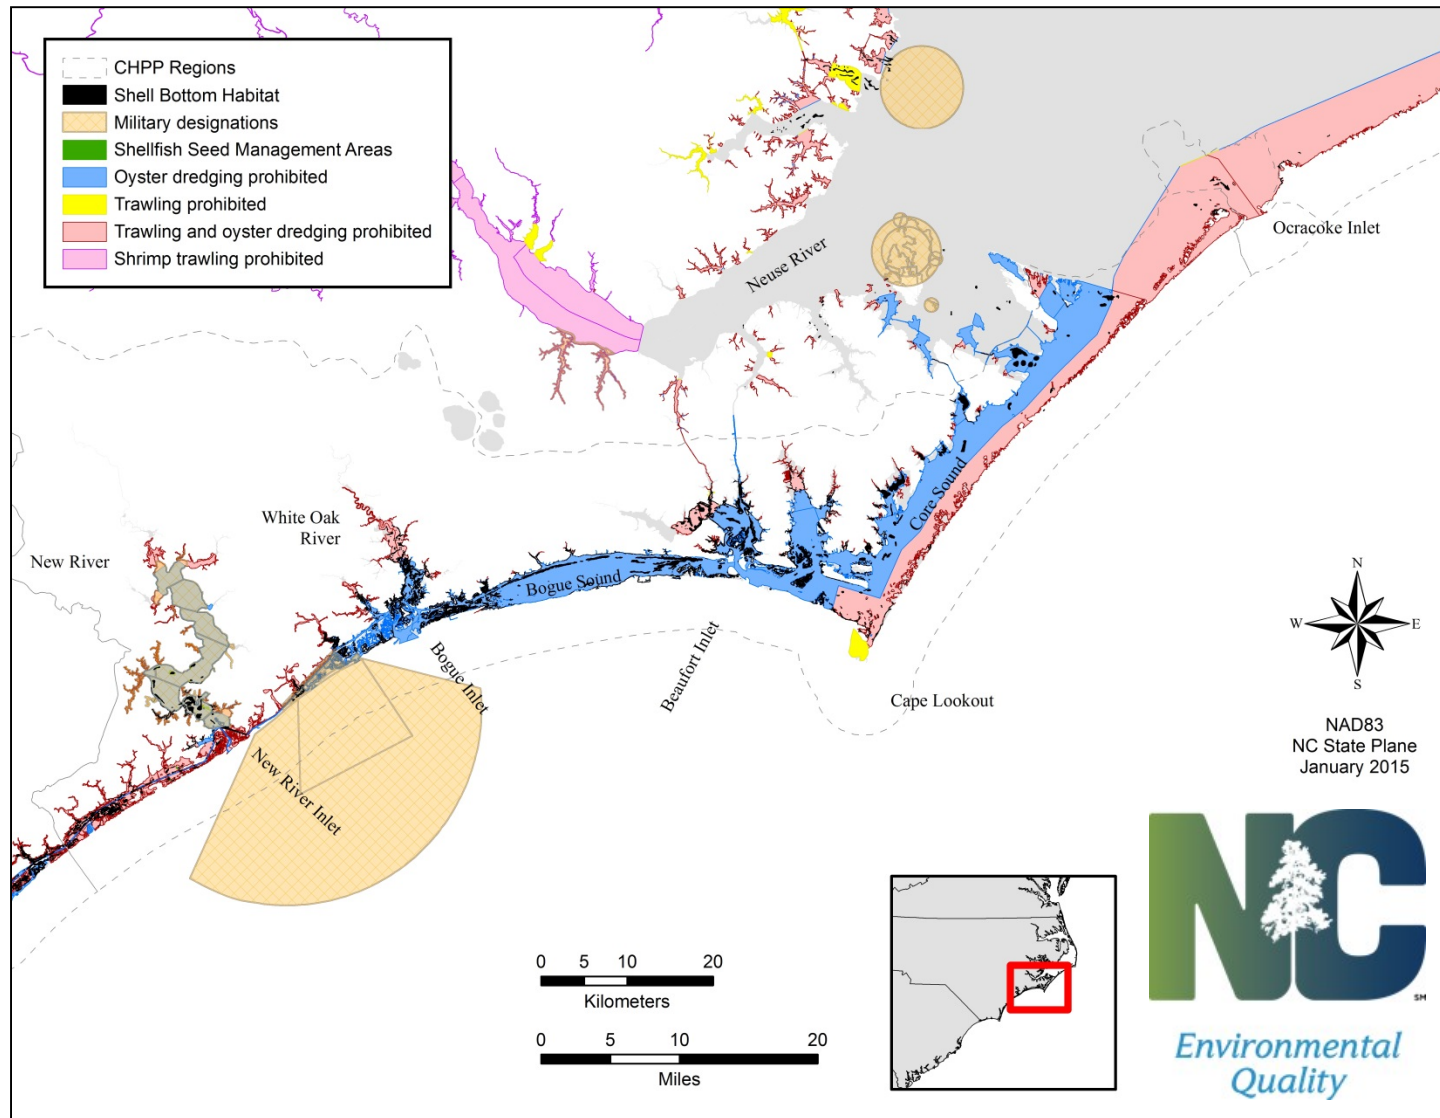 CHPP Regions
Shell Bottom Habitat
Military designations
Shellfish Seed Management Areas
Oyster dredging prohibited
Trawling prohibited
Trawling and oyster dredging prohibited
Shrimp trawling prohibited
Ocracoke Inlet
Neuse River
Core Sound
White Oak
River
New River
Bogue Sound
Bogue Inlet
Beaufort Inlet
Cape Lookout
New River Inlet
N
W
E
S
NAD83
NC State Plane
January 2015
0 5 10 20
Kilometers
0 5 10 20
Miles
NC
SM
Environmental
Quality